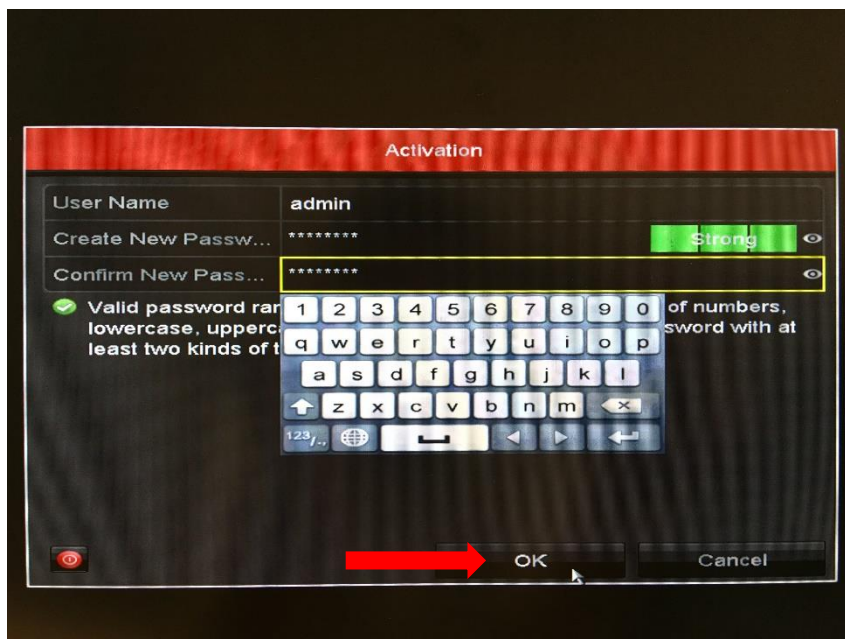 Activation
User Name admin
Create New Passw... ******** Strong
Confirm New Pass... ********
Valid password ran of numbers,
lowercase, upperca sword with at
least two kinds of t
1 2 3 4 5 6 7 8 9 0
q w e r t y u i o p
a s d f g h j k l
z x c v b n m
123/.,
OK Cancel